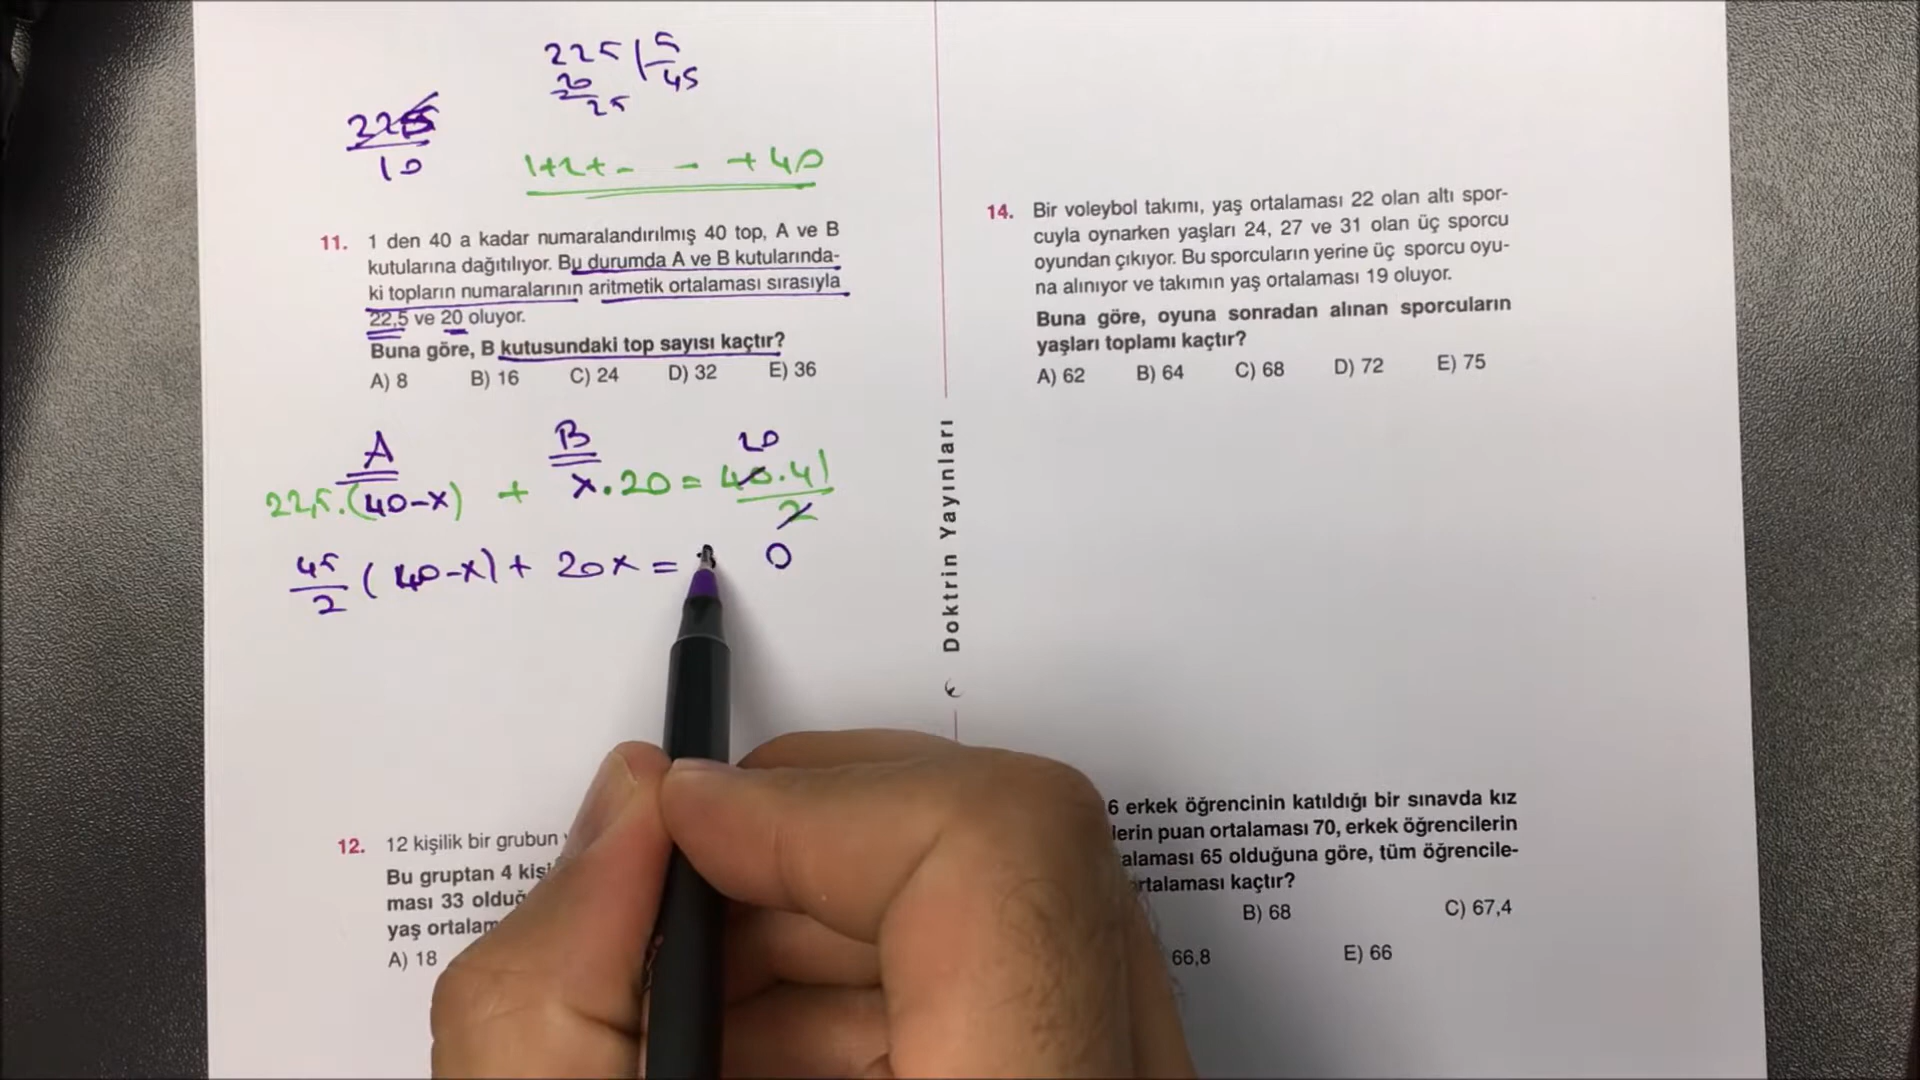 225 | 5
20 45
25
225
10
1+2+ - - +40
11. 1 den 40 a kadar numaralandırılmış 40 top, A ve B
kutularına dağıtılıyor. Bu durumda A ve B kutularında-
ki topların numaralarının aritmetik ortalaması sırasıyla
22,5 ve 20 oluyor.
Buna göre, B kutusundaki top sayısı kaçtır?
A) 8 B) 16 C) 24 D) 32 E) 36
A B 20
22,5.(40-x) + x.20 = 40.41
2
45/2 (40-x) + 20x = 0
12. 12 kişilik bir grubun
Bu gruptan 4
ması 33
yaş
A) 18
Doktrin Yayınları
14. Bir voleybol takımı, yaş ortalaması 22 olan altı spor-
cuyla oynarken yaşları 24, 27 ve 31 olan üç sporcu
oyundan çıkıyor. Bu sporcuların yerine üç sporcu oyu-
na alınıyor ve takımın yaş ortalaması 19 oluyor.
Buna göre, oyuna sonradan alınan sporcuların
yaşları toplamı kaçtır?
A) 62 B) 64 C) 68 D) 72 E) 75
6 erkek öğrencinin katıldığı bir sınavda kız
lerin puan ortalaması 70, erkek öğrencilerin
alaması 65 olduğuna göre, tüm öğrencile-
rtalaması kaçtır?
B) 68 C) 67,4
66,8 E) 66